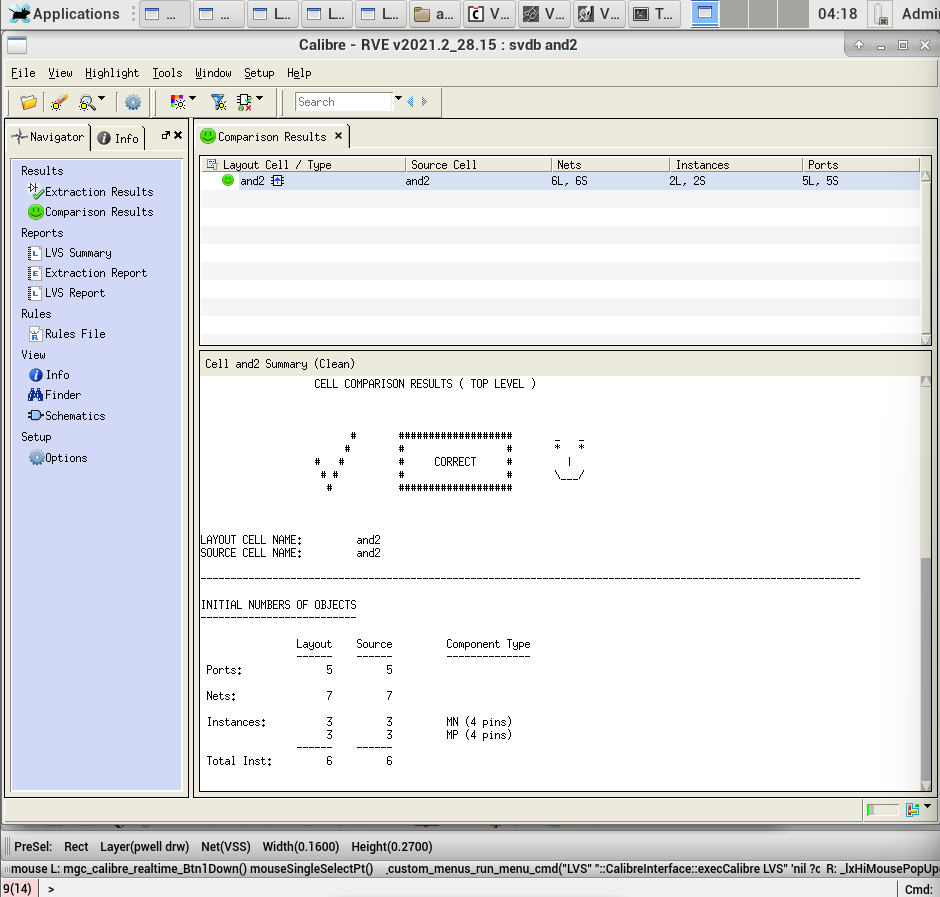 Applications ... ... L... L... L... a... V... V... V... T... 04:18 Admi
Calibre - RVE v2021.2_28.15 : svdb and2
File View Highlight Tools Window Setup Help
Search
Navigator Info
Comparison Results
Results
Extraction Results
Comparison Results
Reports
LVS Summary
Extraction Report
LVS Report
Rules
Rules File
View
Info
Finder
Schematics
Setup
Options
Layout Cell / Type Source Cell Nets Instances Ports
and2 and2 6L, 6S 2L, 2S 5L, 5S
Cell and2 Summary (Clean)
CELL COMPARISON RESULTS ( TOP LEVEL )
# ################### _ _
# # # * *
# # # CORRECT # |
# # # # \___/
# ###################
LAYOUT CELL NAME: and2
SOURCE CELL NAME: and2
--------------------------------------------------------------------------------------------------------------
INITIAL NUMBERS OF OBJECTS
--------------------------
Layout Source Component Type
------ ------ --------------
Ports: 5 5
Nets: 7 7
Instances: 3 3 MN (4 pins)
3 3 MP (4 pins)
------ ------
Total Inst: 6 6
PreSel: Rect Layer(pwell drw) Net(VSS) Width(0.1600) Height(0.2700)
mouse L: mgc_calibre_realtime_Btn1Down() mouseSingleSelectPt() _custom_menus_run_menu_cmd("LVS" "::CalibreInterface::execCalibre LVS" 'nil ?c R: _lxHiMousePopUp
9(14) > Cmd: